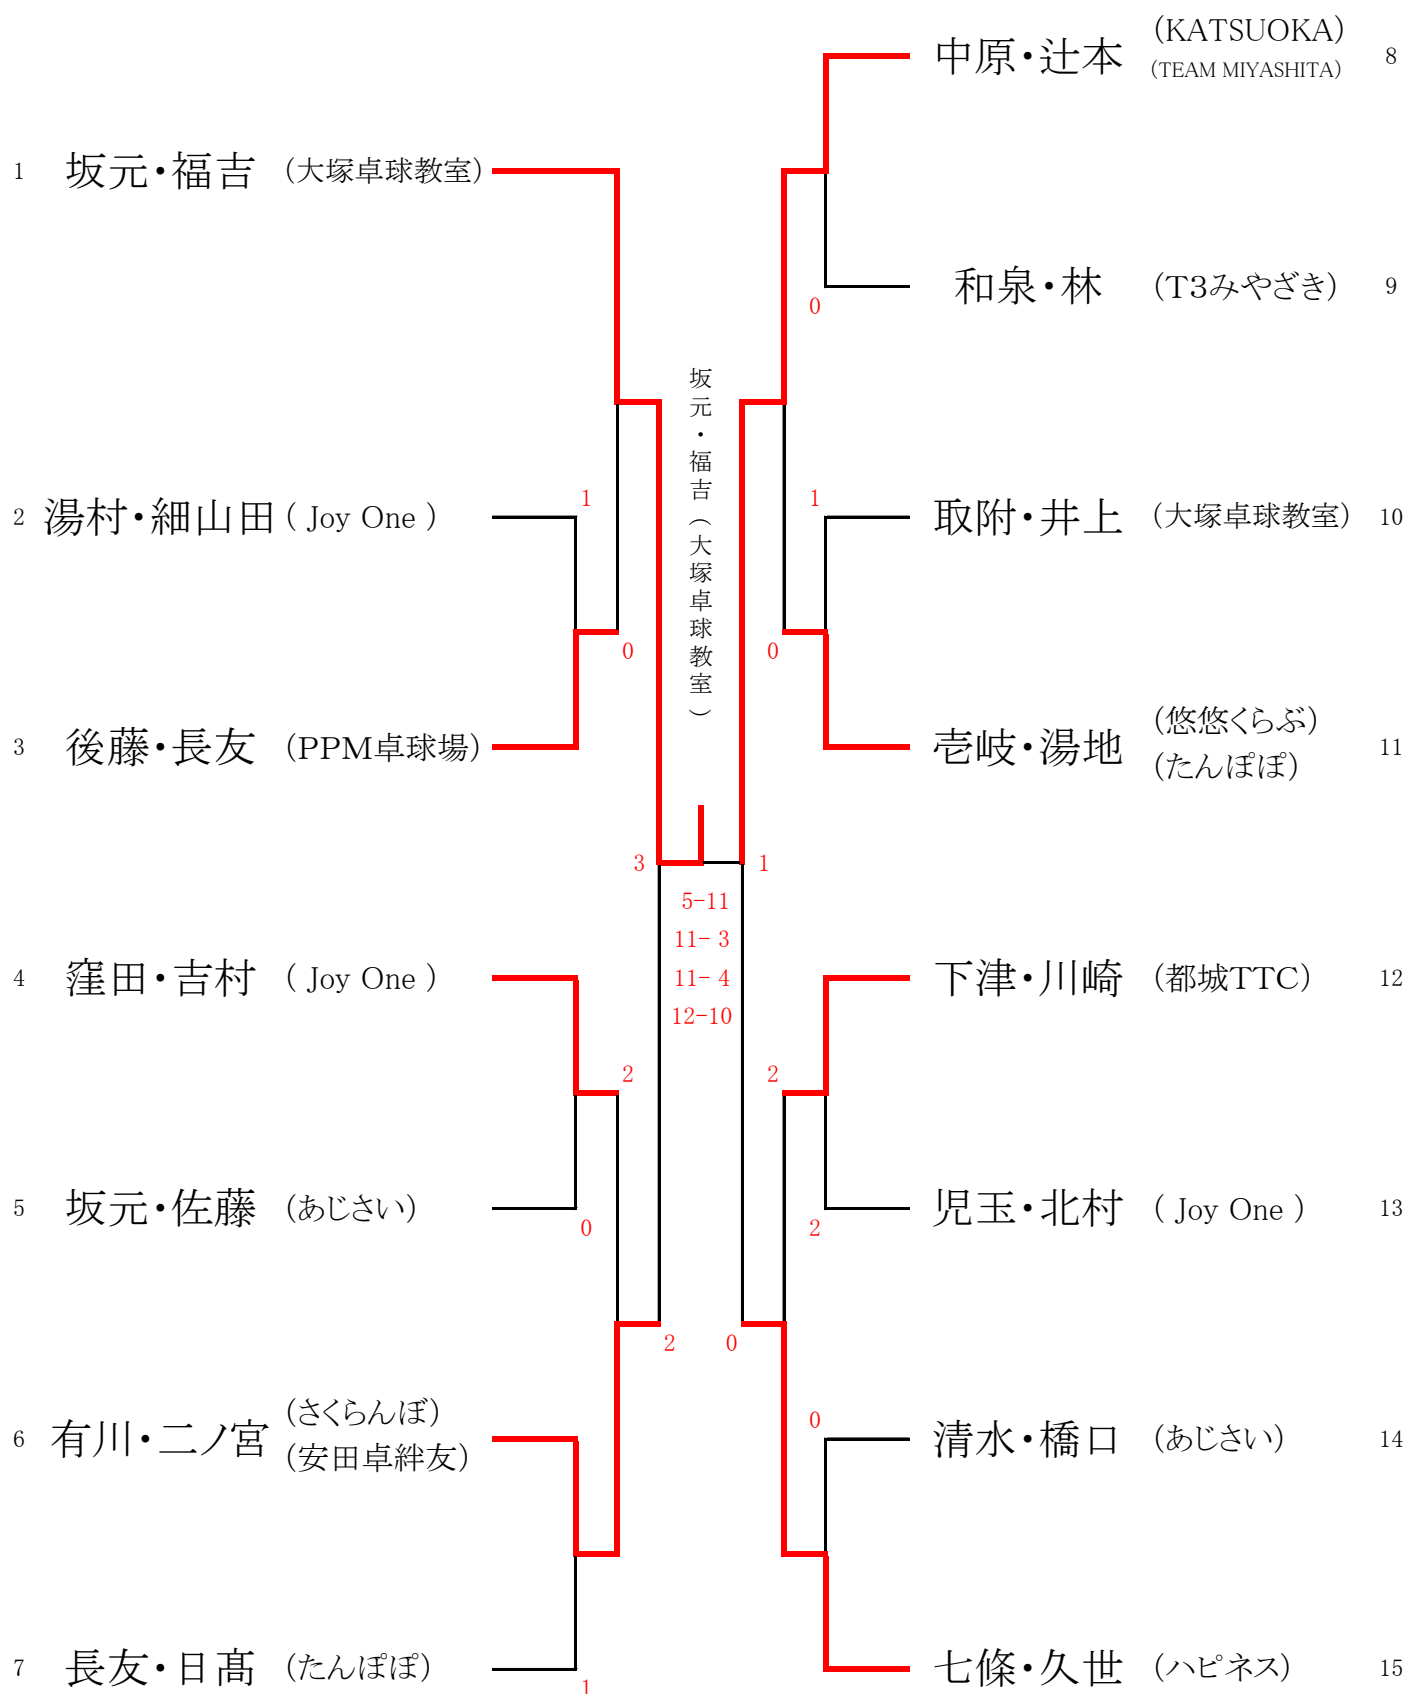 1 坂元・福吉 (大塚卓球教室)
2 湯村・細山田 ( Joy One )
1
0
3 後藤・長友 (PPM卓球場)
4 窪田・吉村 ( Joy One )
2
5 坂元・佐藤 (あじさい)
0
2
6 有川・二ノ宮 (さくらんぼ)
(安田卓絆友)
7 長友・日髙 (たんぽぽ)
1
坂元・福吉(大塚卓球教室)
3
1
5-11
11- 3
11- 4
12-10
中原・辻本 (KATSUOKA) 8
(TEAM MIYASHITA)
和泉・林 (T3みやざき) 9
0
1
取附・井上 (大塚卓球教室) 10
0
壱岐・湯地 (悠悠くらぶ) 11
(たんぽぽ)
下津・川崎 (都城TTC) 12
2
児玉・北村 ( Joy One ) 13
2
0
0
清水・橋口 (あじさい) 14
七條・久世 (ハピネス) 15